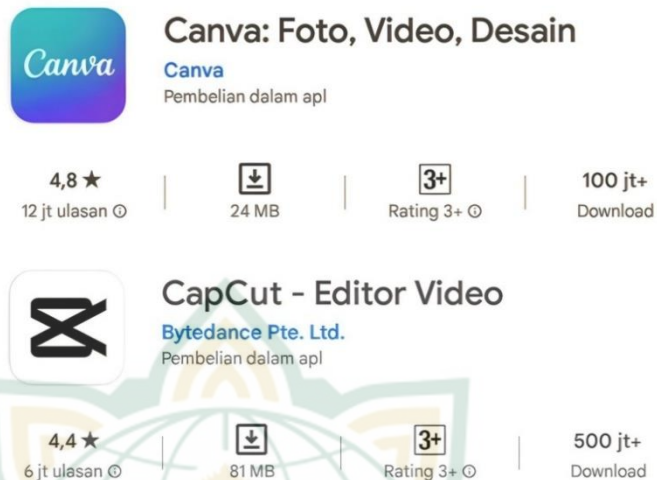 Canva
Canva: Foto, Video, Desain
Canva
Pembelian dalam apl
4,8 ★
3+
100 jt+
12 jt ulasan
24 MB
Rating 3+
Download
CapCut - Editor Video
Bytedance Pte. Ltd.
Pembelian dalam apl
4,4 ★
3+
500 jt+
6 jt ulasan
81 MB
Rating 3+
Download